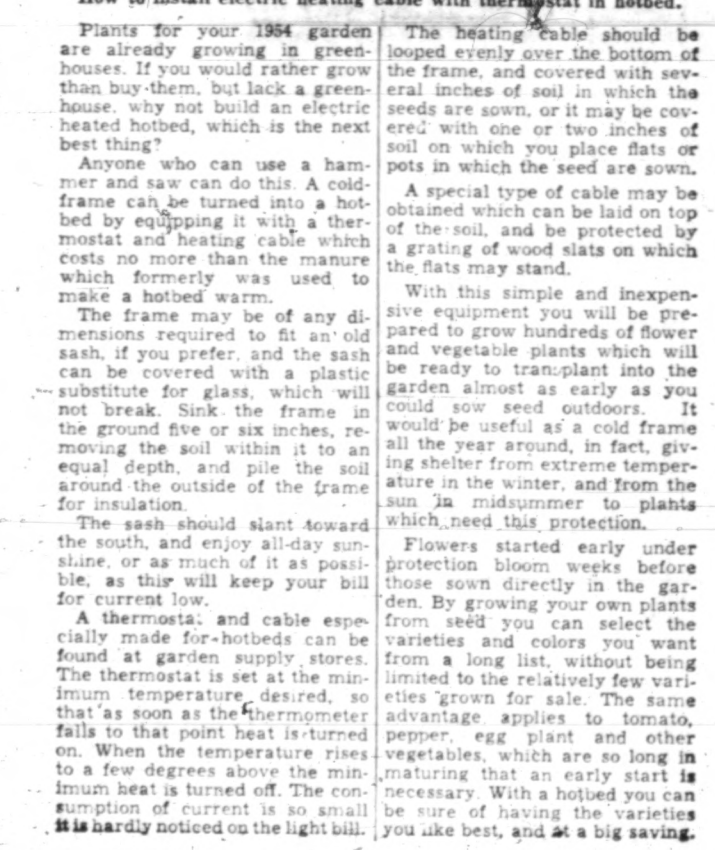 How to install electric heating cable with thermostat in hotbed.
Plants for your 1954 garden
are already growing in green-
houses. If you would rather grow
than buy them, but lack a green-
house, why not build an electric
heated hotbed, which is the next
best thing?
Anyone who can use a ham-
mer and saw can do this. A cold-
frame can be turned into a hot-
bed by equipping it with a ther-
mostat and heating cable which
costs no more than the manure
which formerly was used to
make a hotbed warm.
The frame may be of any di-
mensions required to fit an old
sash, if you prefer, and the sash
can be covered with a plastic
substitute for glass, which will
not break. Sink the frame in
the ground five or six inches, re-
moving the soil within it to an
equal depth, and pile the soil
around the outside of the frame
for insulation.
The sash should slant toward
the south, and enjoy all-day sun-
shine, or as much of it as possi-
ble, as this will keep your bill
for current low.
A thermostat and cable espe-
cially made for hotbeds can be
found at garden supply stores.
The thermostat is set at the min-
imum temperature desired, so
that as soon as the thermometer
falls to that point heat is turned
on. When the temperature rises
to a few degrees above the min-
imum heat is turned off. The con-
sumption of current is so small
it is hardly noticed on the light bill.
The heating cable should be
looped evenly over the bottom of
the frame, and covered with sev-
eral inches of soil in which the
seeds are sown, or it may be cov-
ered with one or two inches of
soil on which you place flats or
pots in which the seed are sown.
A special type of cable may be
obtained which can be laid on top
of the soil, and be protected by
a grating of wood slats on which
the flats may stand.
With this simple and inexpen-
sive equipment you will be pre-
pared to grow hundreds of flower
and vegetable plants which will
be ready to transplant into the
garden almost as early as you
could sow seed outdoors. It
would be useful as a cold frame
all the year around, in fact, giv-
ing shelter from extreme temper-
ature in the winter, and from the
sun in midsummer to plants
which need this protection.
Flowers started early under
protection bloom weeks before
those sown directly in the gar-
den. By growing your own plants
from seed you can select the
varieties and colors you want
from a long list, without being
limited to the relatively few vari-
eties grown for sale. The same
advantage applies to tomato,
pepper, egg plant and other
vegetables, which are so long in
maturing that an early start is
necessary. With a hotbed you can
be sure of having the varieties
you like best, and at a big saving.